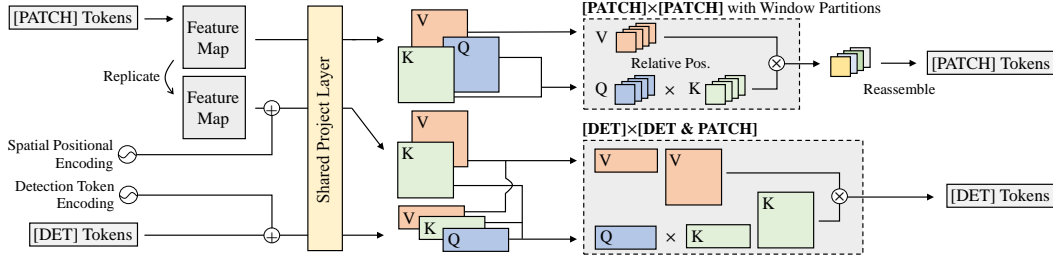 [PATCH] Tokens
Feature
Map
Replicate
Feature
Map
Spatial Positional
Encoding
Detection Token
Encoding
[DET] Tokens
Shared Project Layer
V
Q
K
V
K
V
K
Q
[PATCH]×[PATCH] with Window Partitions
V
Relative Pos.
Q × K
Reassemble
[PATCH] Tokens
[DET]×[DET & PATCH]
V V
K
Q × K
[DET] Tokens